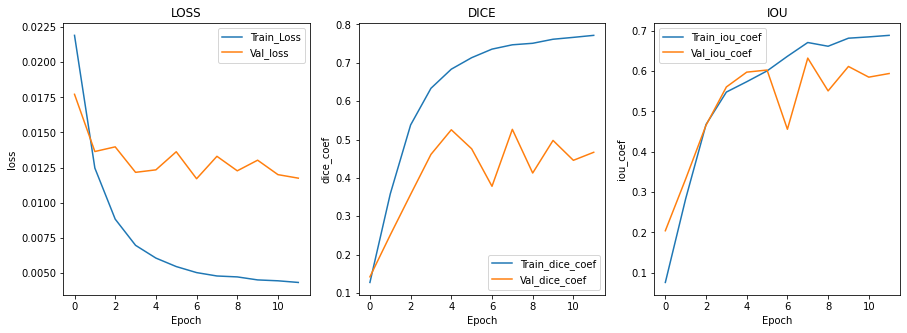 LOSS
Train_Loss
Val_loss
0.0225
0.0200
0.0175
0.0150
0.0125
0.0100
0.0075
0.0050
loss
0 2 4 6 8 10
Epoch
DICE
0.8
0.7
0.6
0.5
0.4
0.3
0.2
0.1
dice_coef
Train_dice_coef
Val_dice_coef
0 2 4 6 8 10
Epoch
IOU
Train_iou_coef
Val_iou_coef
0.7
0.6
0.5
0.4
0.3
0.2
0.1
iou_coef
0 2 4 6 8 10
Epoch